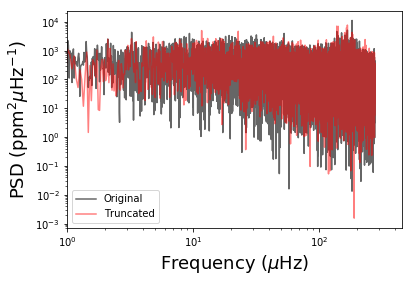 10⁴
10³
10²
10¹
10⁰
10⁻¹
10⁻²
10⁻³
PSD (ppm²μHz⁻¹)
Original
Truncated
10⁰ 10¹ 10²
Frequency (μHz)